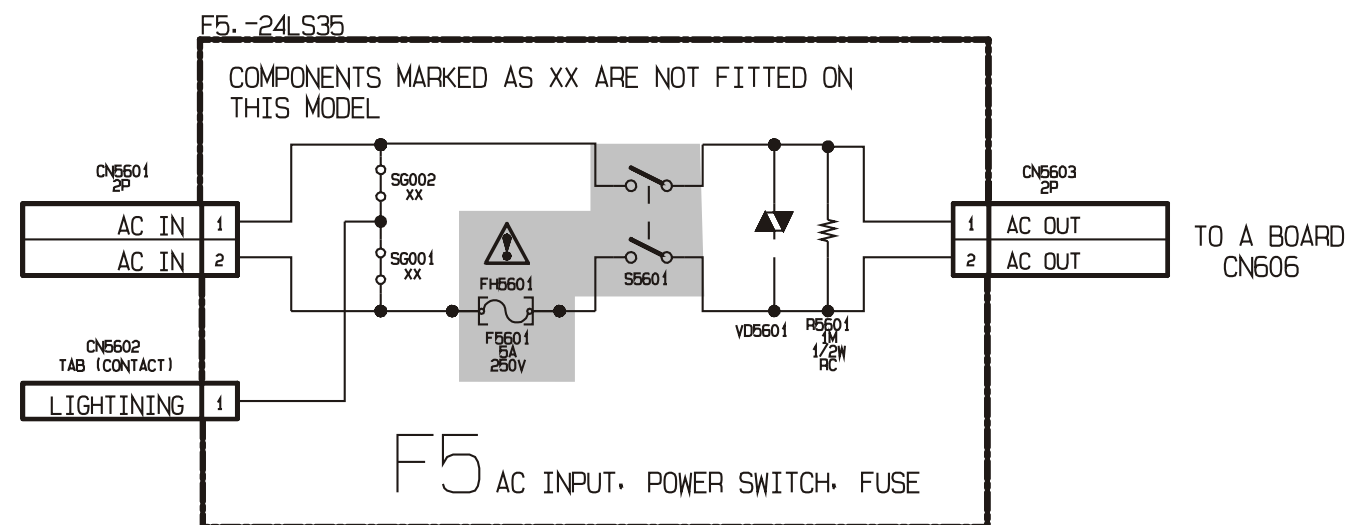 F5.-24LS35
COMPONENTS MARKED AS XX ARE NOT FITTED ON
THIS MODEL
CN5601
2P
AC IN 1
AC IN 2
SG002
XX
SG001
XX
FH5601
F5601
5A
250V
S5601
VD5601
R5601
1M
1/2W
RC
CN5603
2P
1 AC OUT
2 AC OUT
TO A BOARD
CN606
CN5602
TAB (CONTACT)
LIGHTINING 1
F5 AC INPUT, POWER SWITCH, FUSE